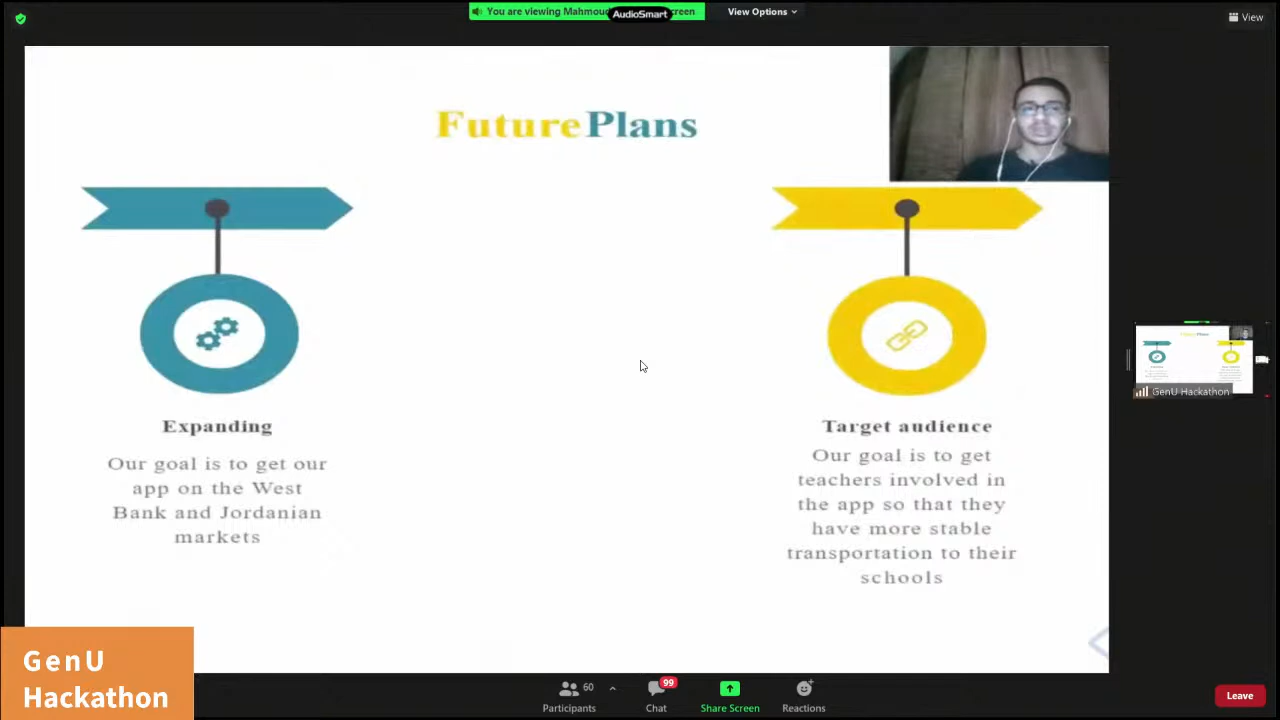 You are viewing Mahmoud
AudioSmart
screen
View Options
View
Future Plans
Expanding
Our goal is to get our
app on the West
Bank and Jordanian
markets
Target audience
Our goal is to get
teachers involved in
the app so that they
have more stable
transportation to their
schools
GenU Hackathon
GenU
Hackathon
60
Participants
99
Chat
Share Screen
Reactions
Leave